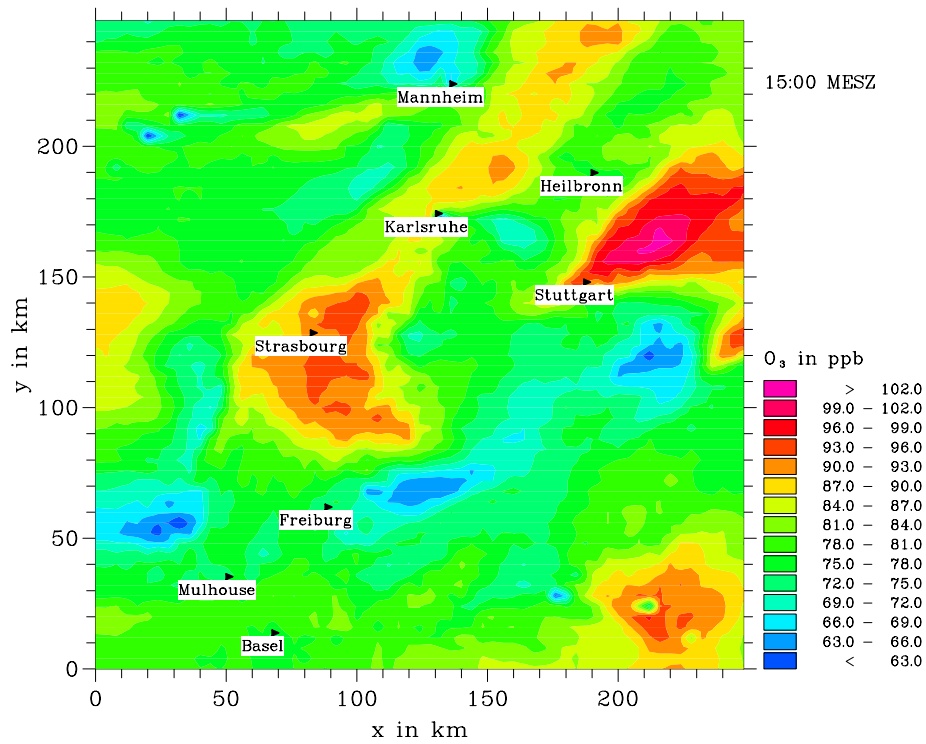 15:00 MESZ
Mannheim
Heilbronn
Karlsruhe
Stuttgart
Strasbourg
Freiburg
Mulhouse
Basel
y in km
200
150
100
50
0
0 50 100 150 200
x in km
O₃ in ppb
> 102.0
99.0 – 102.0
96.0 – 99.0
93.0 – 96.0
90.0 – 93.0
87.0 – 90.0
84.0 – 87.0
81.0 – 84.0
78.0 – 81.0
75.0 – 78.0
72.0 – 75.0
69.0 – 72.0
66.0 – 69.0
63.0 – 66.0
< 63.0